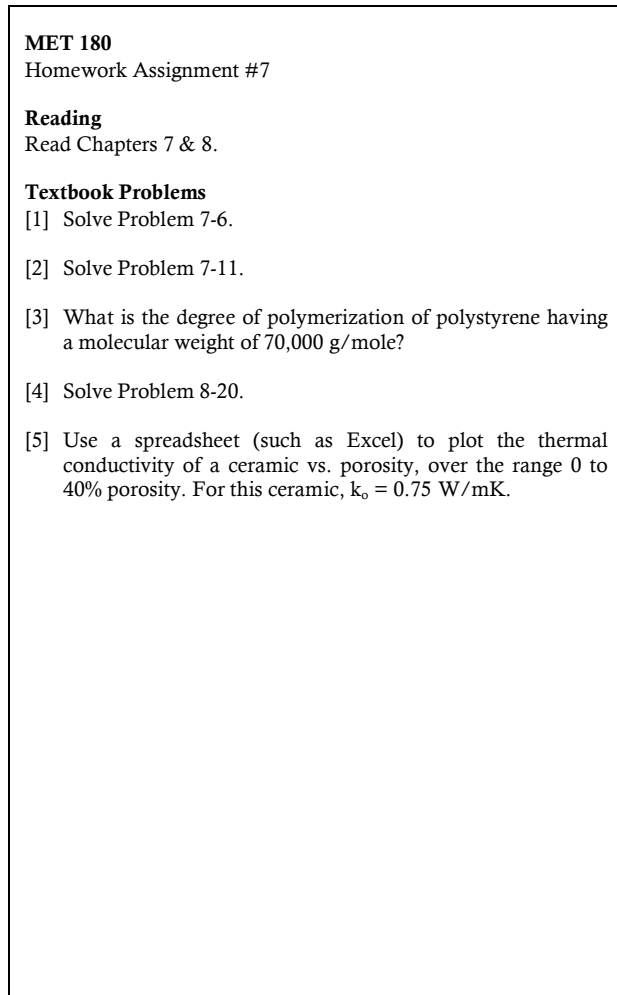 MET 180
Homework Assignment #7
Reading
Read Chapters 7 & 8.
Textbook Problems
[1] Solve Problem 7-6.
[2] Solve Problem 7-11.
[3] What is the degree of polymerization of polystyrene having
a molecular weight of 70,000 g/mole?
[4] Solve Problem 8-20.
[5] Use a spreadsheet (such as Excel) to plot the thermal
conductivity of a ceramic vs. porosity, over the range 0 to
40% porosity. For this ceramic, kₒ = 0.75 W/mK.